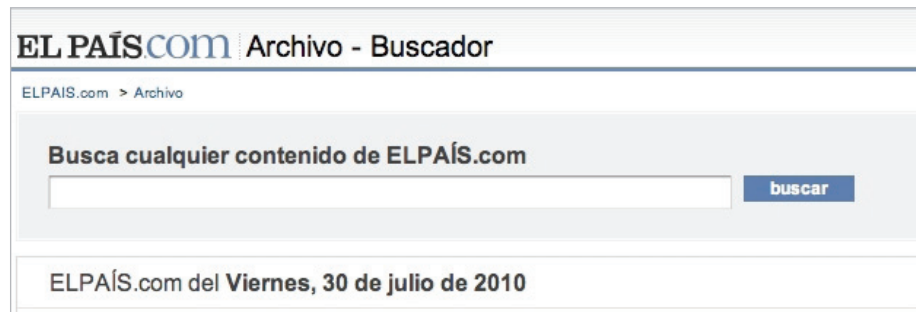 EL PAÍS.COM Archivo - Buscador
ELPAIS.com > Archivo
Busca cualquier contenido de ELPAÍS.com
buscar
ELPAÍS.com del Viernes, 30 de julio de 2010